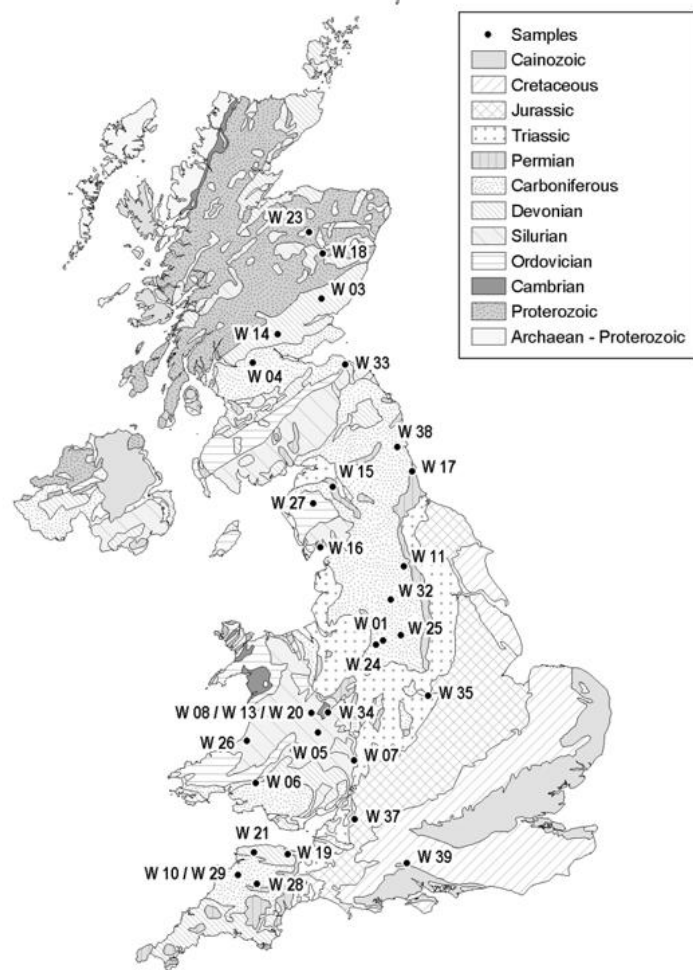 Samples
Cainozoic
Cretaceous
Jurassic
Triassic
Permian
Carboniferous
Devonian
Silurian
Ordovician
Cambrian
Proterozoic
Archaean - Proterozoic
W 23
W 18
W 03
W 14
W 04
W 33
W 38
W 17
W 15
W 27
W 16
W 11
W 32
W 01
W 25
W 24
W 35
W 08 / W 13 / W 20
W 34
W 26
W 05
W 07
W 06
W 37
W 21
W 19
W 39
W 10 / W 29
W 28